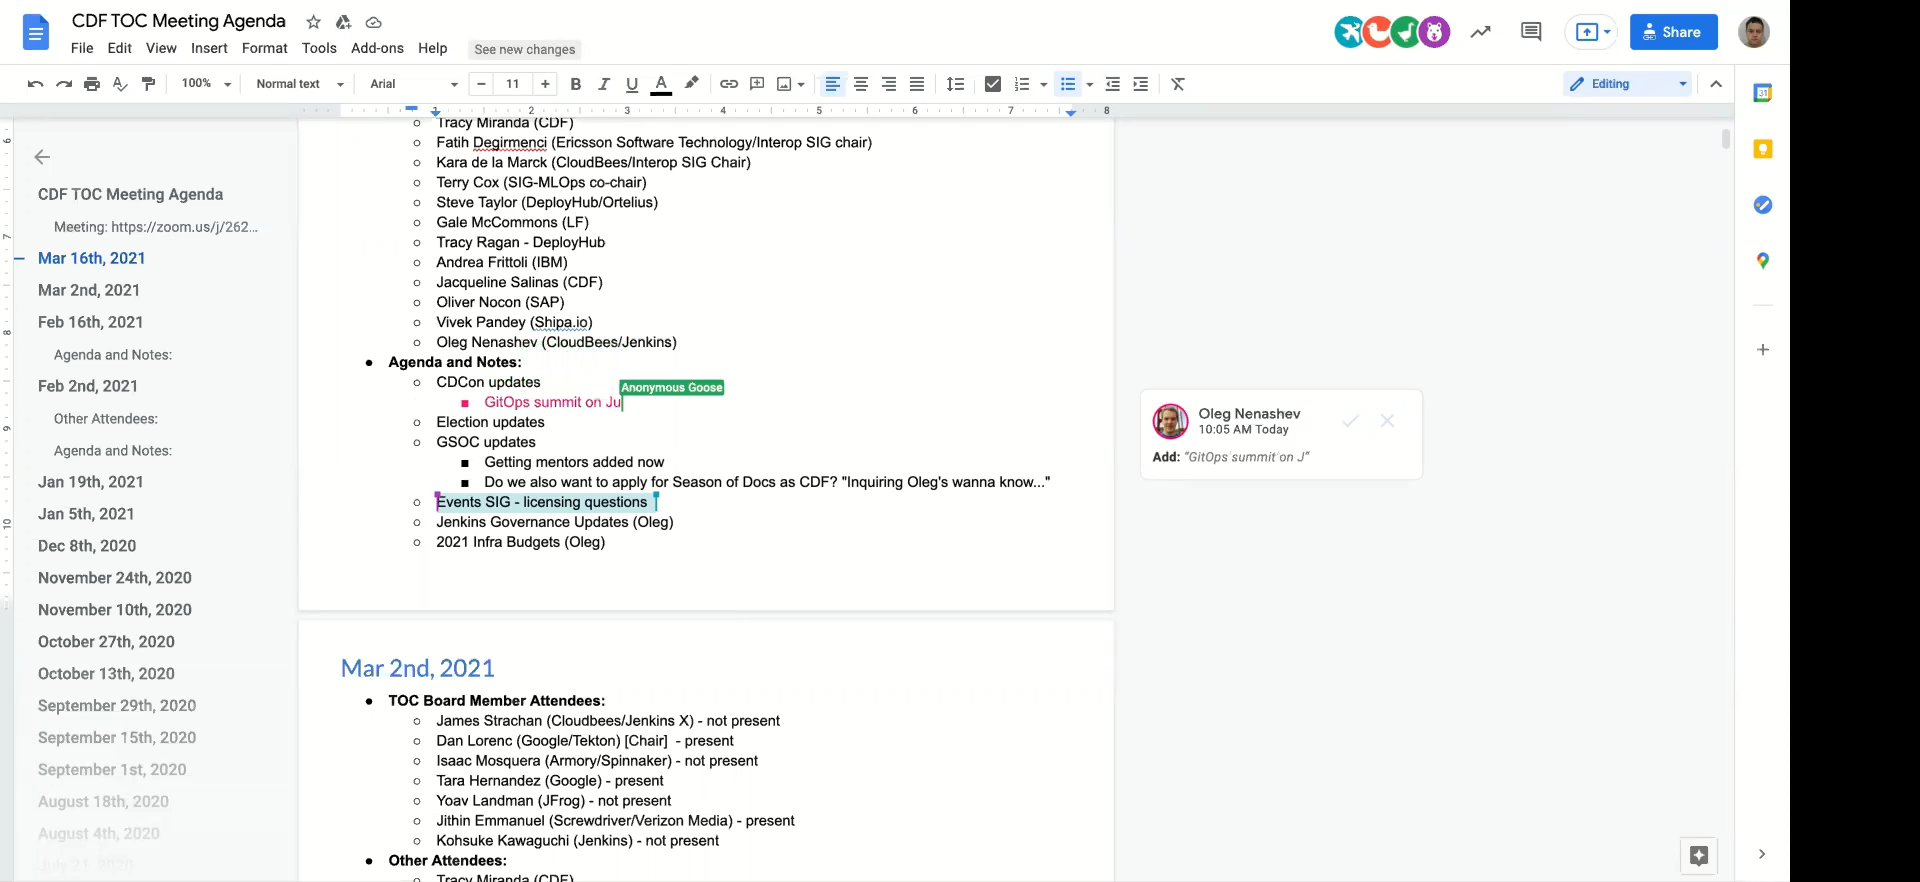 CDF TOC Meeting Agenda
Share
File Edit View Insert Format Tools Add-ons Help See new changes
100% Normal text Arial 11 Editing
1 2 3 4 5 6 7 8
CDF TOC Meeting Agenda
Meeting: https://zoom.us/j/262...
Mar 16th, 2021
Mar 2nd, 2021
Feb 16th, 2021
Agenda and Notes:
Feb 2nd, 2021
Other Attendees:
Agenda and Notes:
Jan 19th, 2021
Jan 5th, 2021
Dec 8th, 2020
November 24th, 2020
November 10th, 2020
October 27th, 2020
October 13th, 2020
September 29th, 2020
September 15th, 2020
September 1st, 2020
August 18th, 2020
August 4th, 2020
July 21, 2020
Tracy Miranda (CDF)
Fatih Degirmenci (Ericsson Software Technology/Interop SIG chair)
Kara de la Marck (CloudBees/Interop SIG Chair)
Terry Cox (SIG-MLOps co-chair)
Steve Taylor (DeployHub/Ortelius)
Gale McCommons (LF)
Tracy Ragan - DeployHub
Andrea Frittoli (IBM)
Jacqueline Salinas (CDF)
Oliver Nocon (SAP)
Vivek Pandey (Shipa.io)
Oleg Nenashev (CloudBees/Jenkins)
Agenda and Notes:
CDCon updates
Anonymous Goose
GitOps summit on Ju
Election updates
GSOC updates
Getting mentors added now
Do we also want to apply for Season of Docs as CDF? "Inquiring Oleg's wanna know..."
Events SIG - licensing questions
Jenkins Governance Updates (Oleg)
2021 Infra Budgets (Oleg)
Mar 2nd, 2021
TOC Board Member Attendees:
James Strachan (Cloudbees/Jenkins X) - not present
Dan Lorenc (Google/Tekton) [Chair] - present
Isaac Mosquera (Armory/Spinnaker) - not present
Tara Hernandez (Google) - present
Yoav Landman (JFrog) - not present
Jithin Emmanuel (Screwdriver/Verizon Media) - present
Kohsuke Kawaguchi (Jenkins) - not present
Other Attendees:
Tracy Miranda (CDF)
Oleg Nenashev
10:05 AM Today
Add: "GitOps summit on J"
31